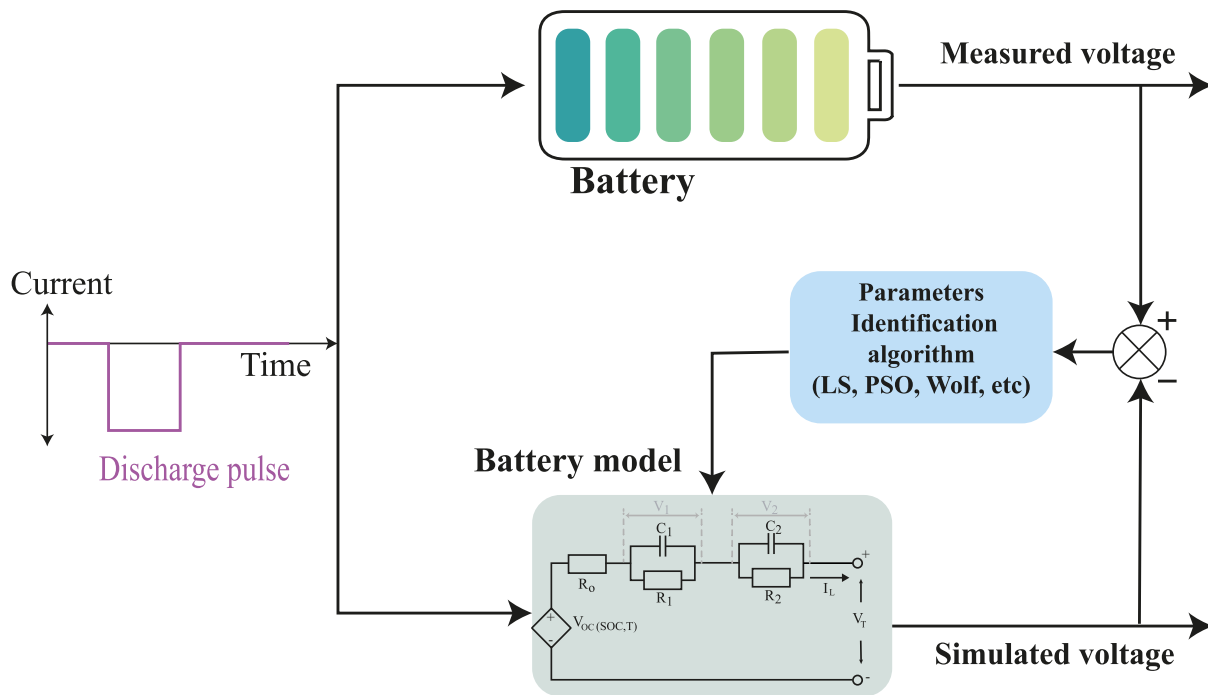 Measured voltage
Battery
Current
Time
Discharge pulse
Parameters
Identification
algorithm
(LS, PSO, Wolf, etc)
+
−
Battery model
V1
V2
C1
C2
+
Ro
R1
R2
IL
+
-
VOC(SOC,T)
VT
-
Simulated voltage